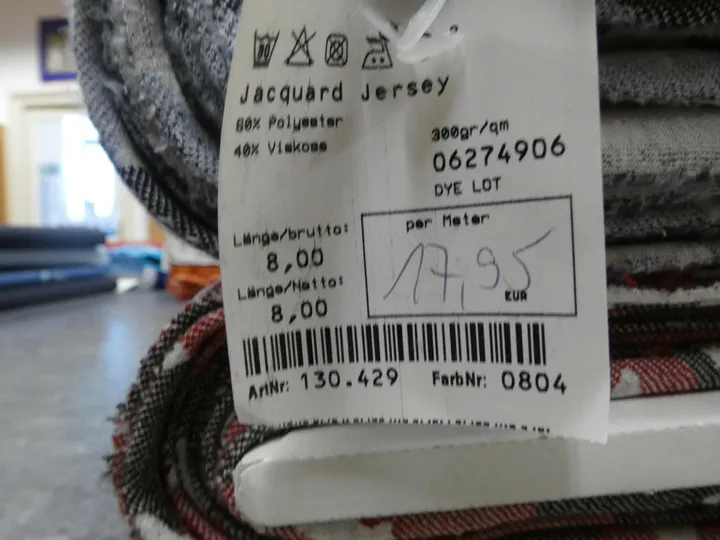 Jacquard Jersey
60% Polyester
40% Viskose
300gr/qm
06274906
DYE LOT
Länge/brutto:
8,00
Länge/Netto:
8,00
per Meter
17,95
EUR
ArtNr: 130.429 FarbNr: 0804